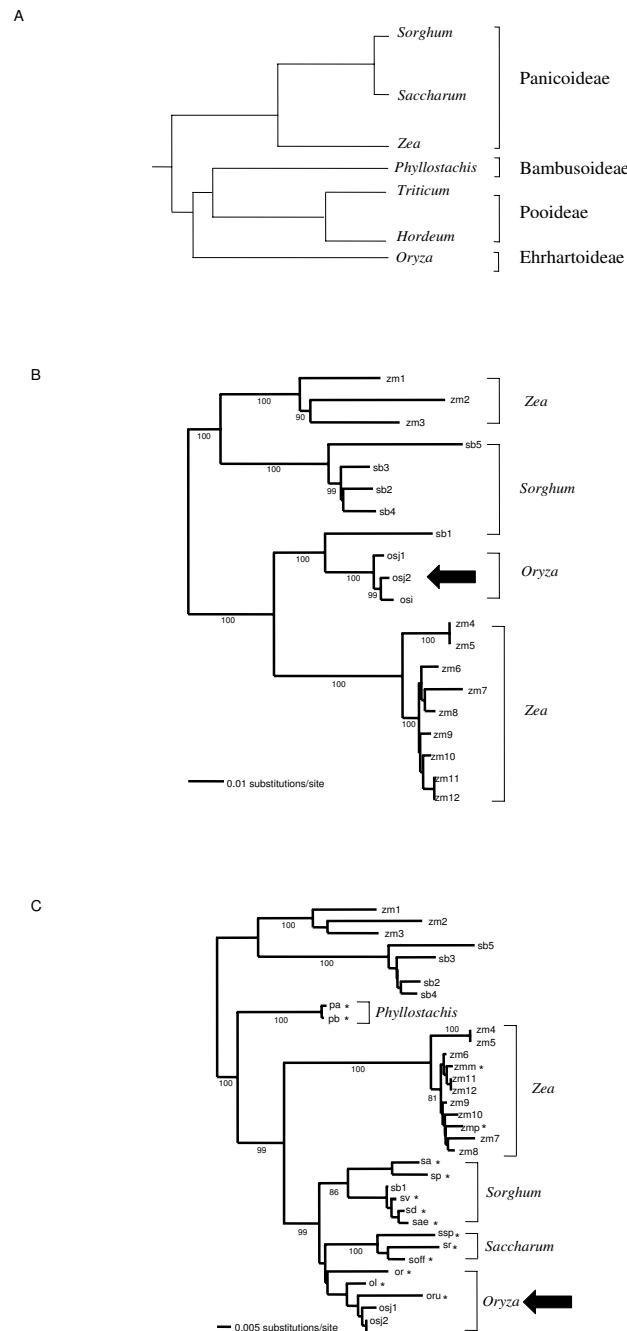 A
Sorghum
Panicoideae
Saccharum
Zea
Phyllostachis
Bambusoideae
Triticum
Pooideae
Hordeum
Oryza
Ehrhartoideae
B
zm1
100
zm2
Zea
90
zm3
100
sb5
100
sb3
Sorghum
99
sb2
sb4
sb1
100
osj1
Oryza
100
osj2
99
osi
100
zm4
100
zm5
zm6
100
zm7
Zea
zm8
100
zm9
zm10
zm11
zm12
0.01 substitutions/site
C
zm1
100
zm2
zm3
sb5
100
sb3
sb2
sb4
pa *
Phyllostachis
100
pb *
100
zm4
100
zm5
zm6
100
zmm *
Zea
zm11
81
zm12
zm9
zm10
zmp *
99
zm7
zm8
sa *
86
sp *
Sorghum
sb1
sv *
sd *
99
sae *
ssp *
100
sr *
Saccharum
soff *
or *
ol *
oru *
Oryza
osj1
osj2
0.005 substitutions/site